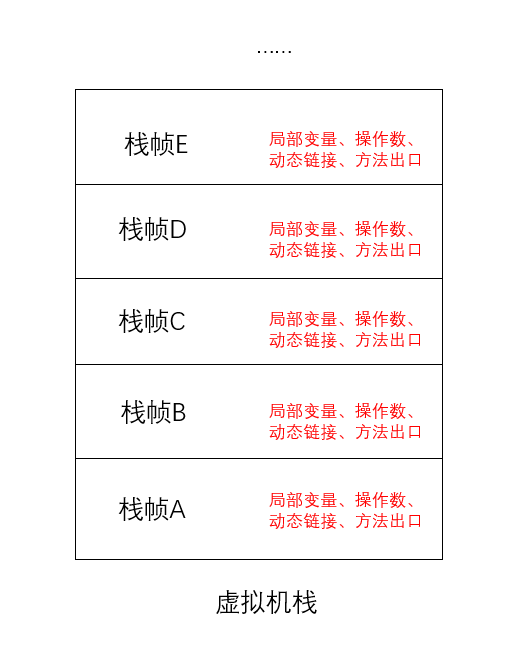 ……
栈帧E
局部变量、操作数、
动态链接、方法出口
栈帧D
局部变量、操作数、
动态链接、方法出口
栈帧C
局部变量、操作数、
动态链接、方法出口
栈帧B
局部变量、操作数、
动态链接、方法出口
栈帧A
局部变量、操作数、
动态链接、方法出口
虚拟机栈